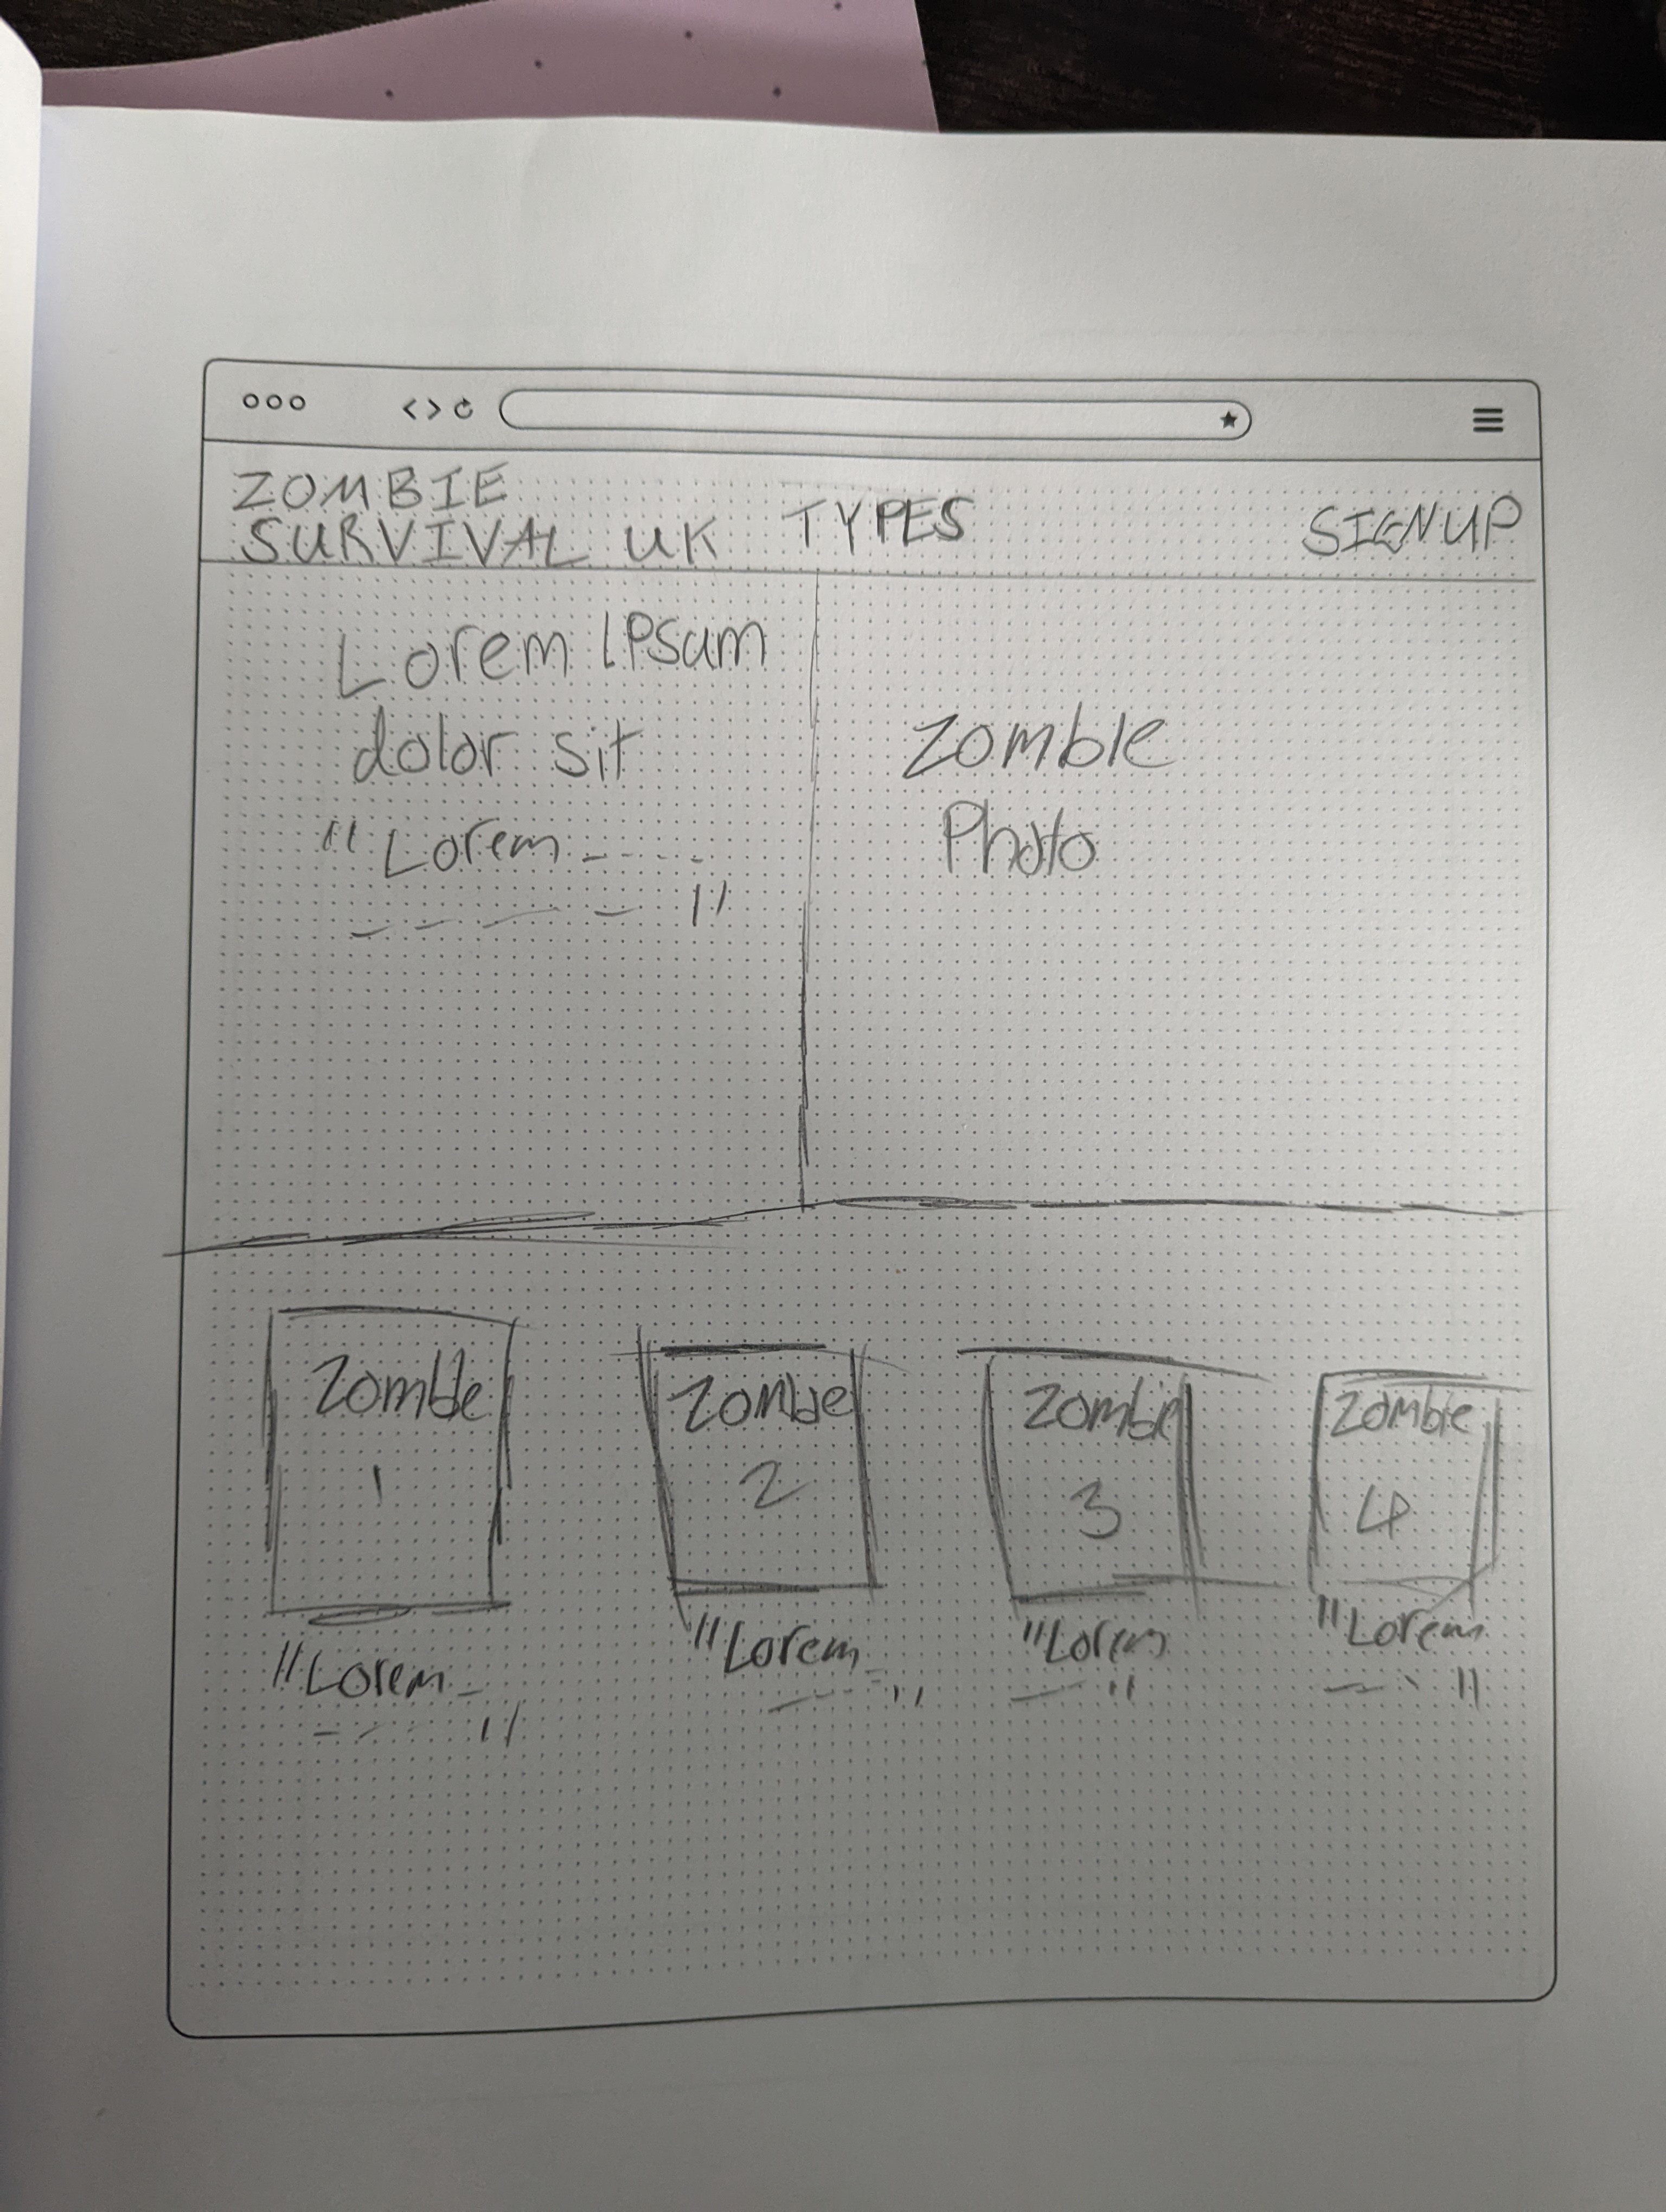 ZOMBIE
SURVIVAL UK TYPES SIGNUP
Lorem Ipsum
dolor sit
"Lorem - - - - -
- - - - - "
Zombie
Photo
Zombie
1
"Lorem -
- - - - "
Zombie
2
"Lorem
- - - - "
Zombie
3
"Lorem
- - - "
Zombie
4
"Lorem
- - - "